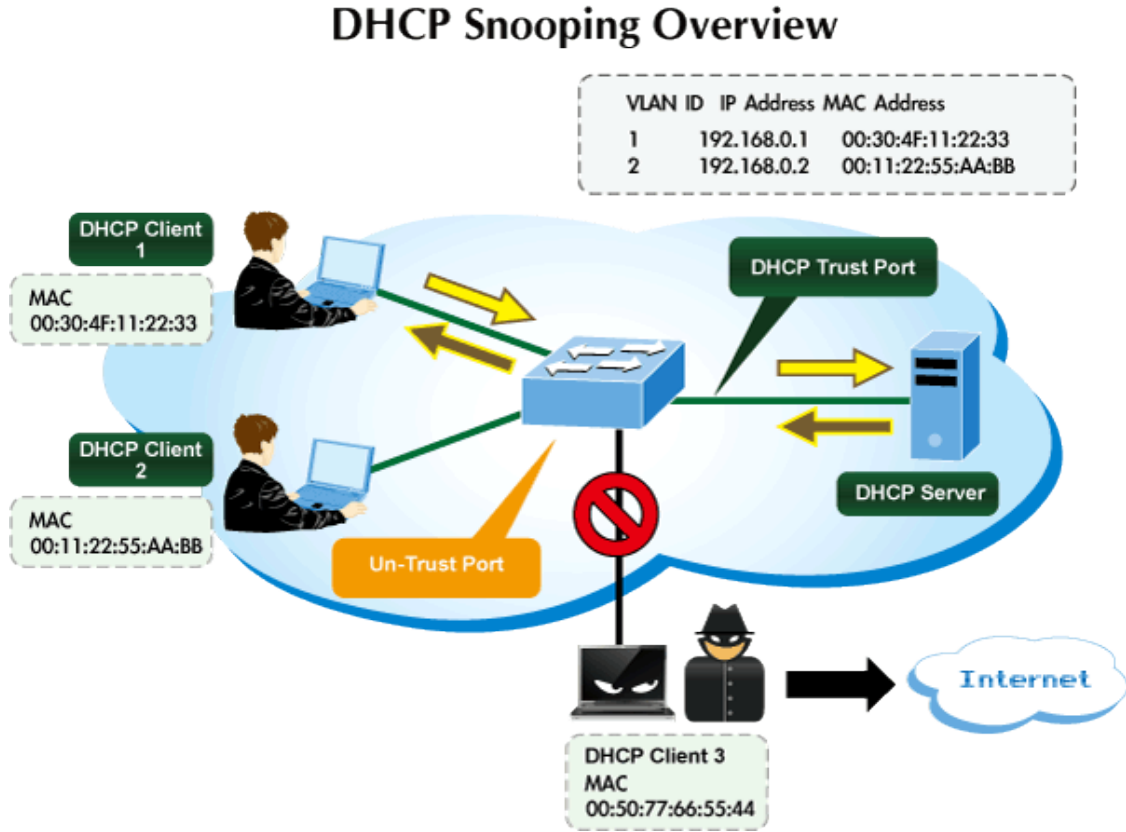 DHCP Snooping Overview
VLAN ID IP Address MAC Address
1 192.168.0.1 00:30:4F:11:22:33
2 192.168.0.2 00:11:22:55:AA:BB
DHCP Client
1
MAC
00:30:4F:11:22:33
DHCP Trust Port
DHCP Client
2
MAC
00:11:22:55:AA:BB
DHCP Server
Un-Trust Port
Internet
DHCP Client 3
MAC
00:50:77:66:55:44